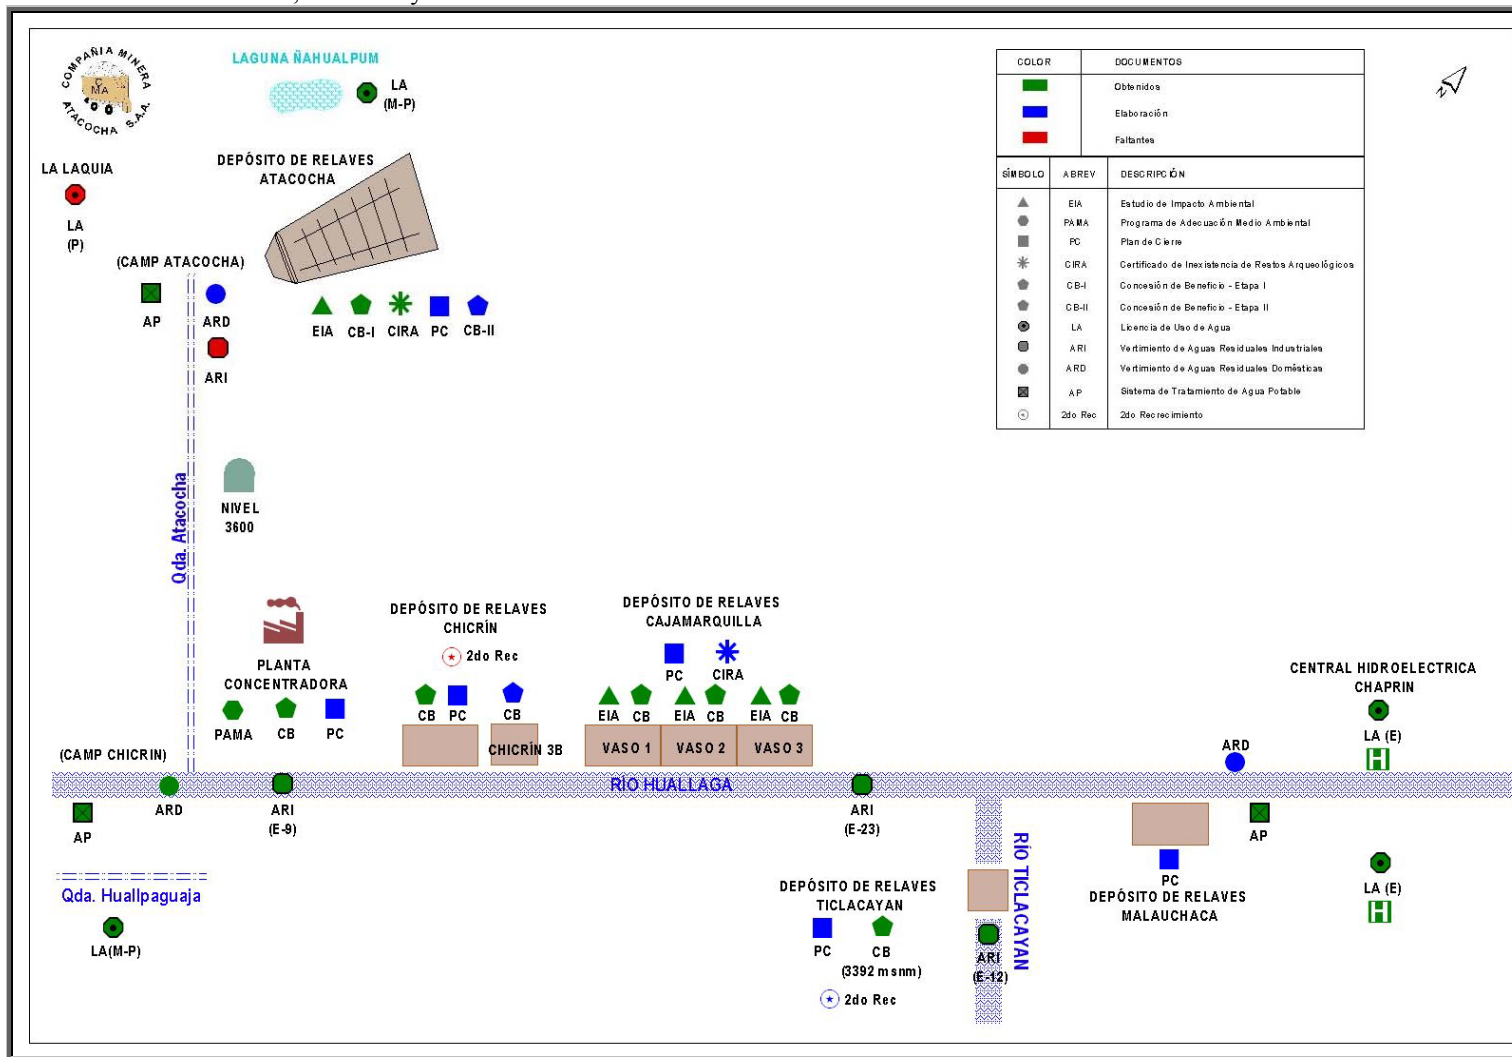 COMPAÑIA MINERA
CMA
ATACOCHA S.A.A.
LAGUNA ÑAHUALPUM
LA
(M-P)
LA LAQUIA
LA
(P)
DEPÓSITO DE RELAVES
ATACOCHA
(CAMP ATACOCHA)
AP
ARD
ARI
EIA
CB-I
CIRA
PC
CB-II
COLOR
DOCUMENTOS
Obtenidos
Elaboración
Faltantes
SÍMBOLO
ABREV
DESCRIPCIÓN
EIA
Estudio de Impacto Ambiental
PAMA
Programa de Adecuación Medio Ambiental
PC
Plan de Cierre
CIRA
Certificado de Inexistencia de Restos Arqueológicos
CB-I
Concesión de Beneficio - Etapa I
CB-II
Concesión de Beneficio - Etapa II
LA
Licencia de Uso de Agua
ARI
Vertimiento de Aguas Residuales Industriales
ARD
Vertimiento de Aguas Residuales Domésticas
AP
Sistema de Tratamiento de Agua Potable
2do Rec
2do Recrecimiento
N
Qda. Atacocha
NIVEL
3600
PLANTA
CONCENTRADORA
PAMA
CB
PC
DEPÓSITO DE RELAVES
CHICRÍN
2do Rec
CB
PC
CB
CHICRÍN 3B
DEPÓSITO DE RELAVES
CAJAMARQUILLA
PC
CIRA
EIA
CB
EIA
CB
EIA
CB
VASO 1
VASO 2
VASO 3
CENTRAL HIDROELECTRICA
CHAPRIN
LA (E)
H
ARD
(CAMP CHICRIN)
RÍO HUALLAGA
AP
ARD
ARI
(E-9)
ARI
(E-23)
AP
Qda. Huallpaguaja
LA(M-P)
DEPÓSITO DE RELAVES
TICLACAYAN
PC
CB
(3392 msnm)
2do Rec
RÍO TICLACAYAN
ARI
(E-12)
PC
DEPÓSITO DE RELAVES
MALAUCHACA
LA (E)
H